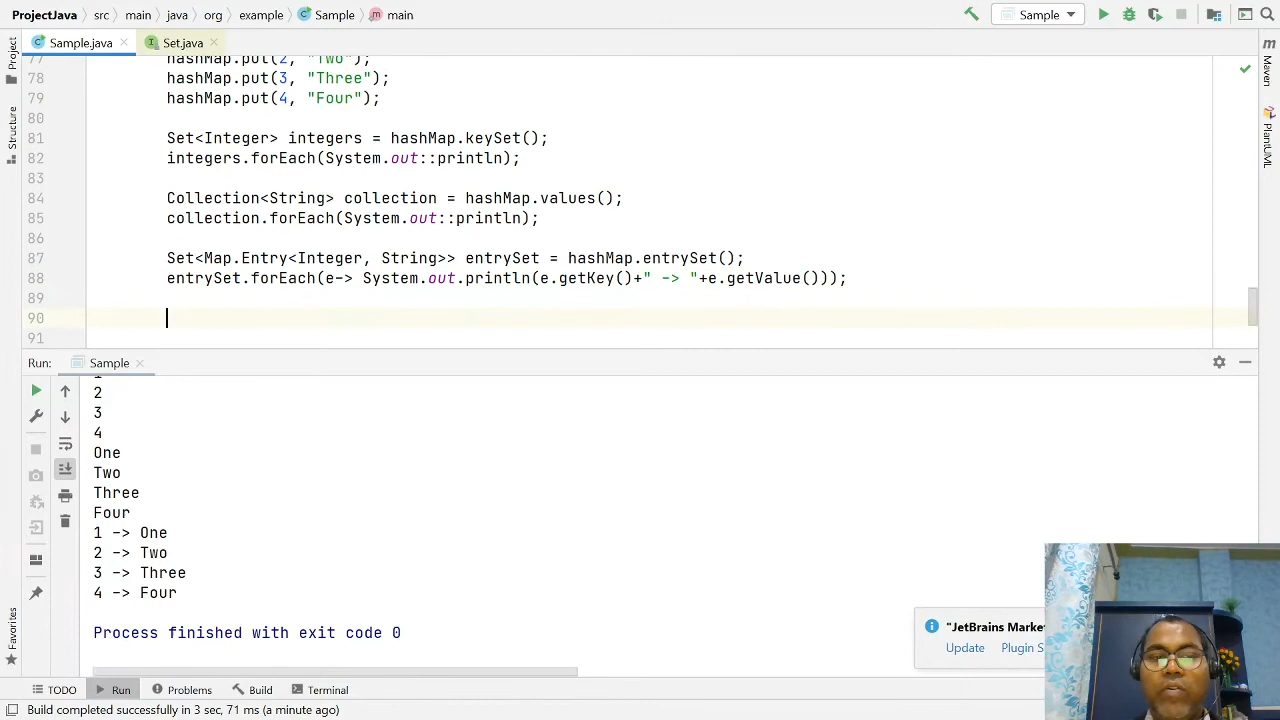 ProjectJava src main java org example Sample main Sample
Sample.java Set.java
Project
Structure
Favorites
Maven
PlantUML
77 hashMap.put(2, "Two");
78 hashMap.put(3, "Three");
79 hashMap.put(4, "Four");
80
81 Set<Integer> integers = hashMap.keySet();
82 integers.forEach(System.out::println);
83
84 Collection<String> collection = hashMap.values();
85 collection.forEach(System.out::println);
86
87 Set<Map.Entry<Integer, String>> entrySet = hashMap.entrySet();
88 entrySet.forEach(e-> System.out.println(e.getKey()+" -> "+e.getValue()));
89
90
91
Run: Sample
1
2
3
4
One
Two
Three
Four
1 -> One
2 -> Two
3 -> Three
4 -> Four
Process finished with exit code 0
"JetBrains Marke
Update Plugin S
TODO Run Problems Build Terminal
Build completed successfully in 3 sec, 71 ms (a minute ago)